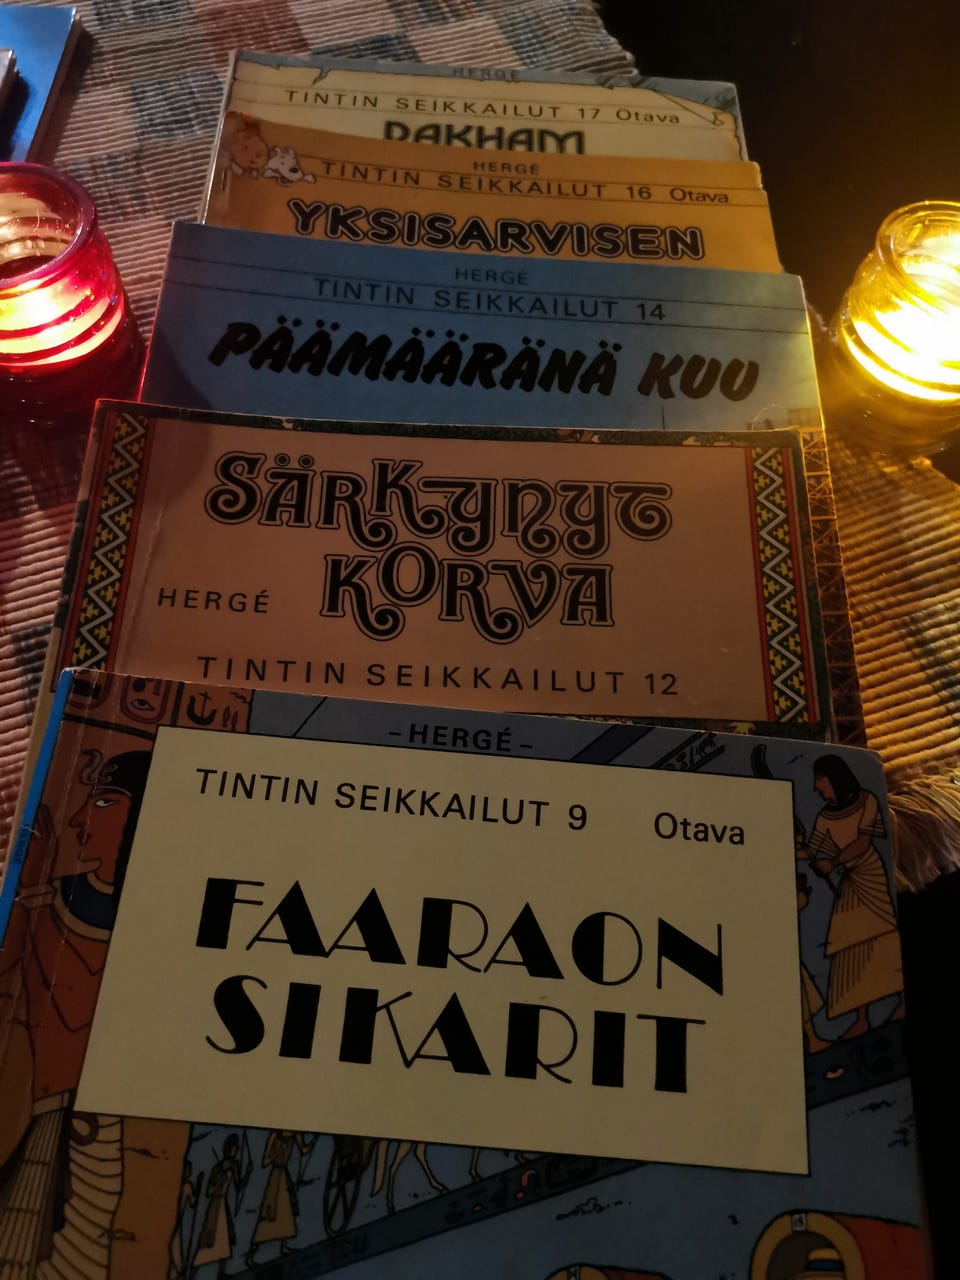 HERGÉ
TINTIN SEIKKAILUT 17 Otava
RAKHAM
HERGÉ
TINTIN SEIKKAILUT 16 Otava
YKSISARVISEN
HERGÉ
TINTIN SEIKKAILUT 14
PÄÄMÄÄRÄNÄ KUU
SÄRKYNYT
KORVA
HERGÉ
TINTIN SEIKKAILUT 12
-HERGÉ-
TINTIN SEIKKAILUT 9 Otava
FAARAON
SIKARIT
HERGÉ